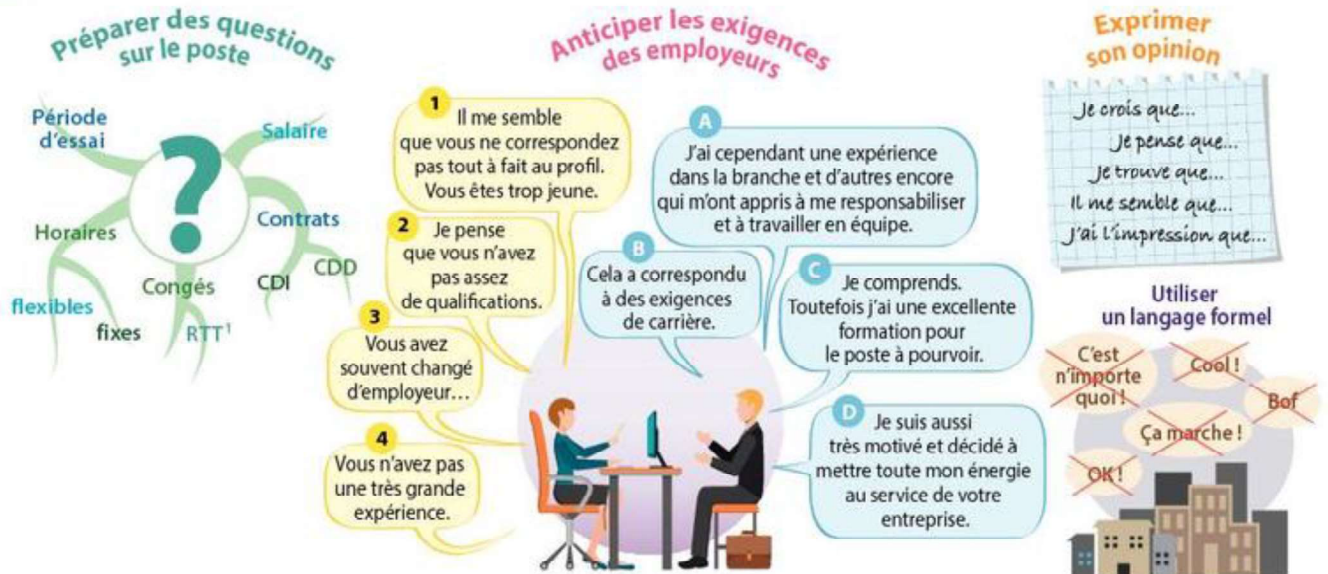 Préparer des questions
sur le poste
Période
d'essai
Salaire
?
Horaires
Contrats
flexibles
fixes
Congés
RTT¹
CDI
CDD
Anticiper les exigences
des employeurs
1
Il me semble
que vous ne correspondez
pas tout à fait au profil.
Vous êtes trop jeune.
2
Je pense
que vous n'avez
pas assez
de qualifications.
3
Vous avez
souvent changé
d'employeur...
4
Vous n'avez pas
une très grande
expérience.
A
J'ai cependant une expérience
dans la branche et d'autres encore
qui m'ont appris à me responsabiliser
et à travailler en équipe.
B
Cela a correspondu
à des exigences
de carrière.
C
Je comprends.
Toutefois j'ai une excellente
formation pour
le poste à pourvoir.
D
Je suis aussi
très motivé et décidé à
mettre toute mon énergie
au service de votre
entreprise.
Exprimer
son opinion
Je crois que...
Je pense que...
Je trouve que...
Il me semble que...
J'ai l'impression que...
Utiliser
un langage formel
C'est
n'importe
quoi !
Cool !
Bof
Ça marche !
OK !